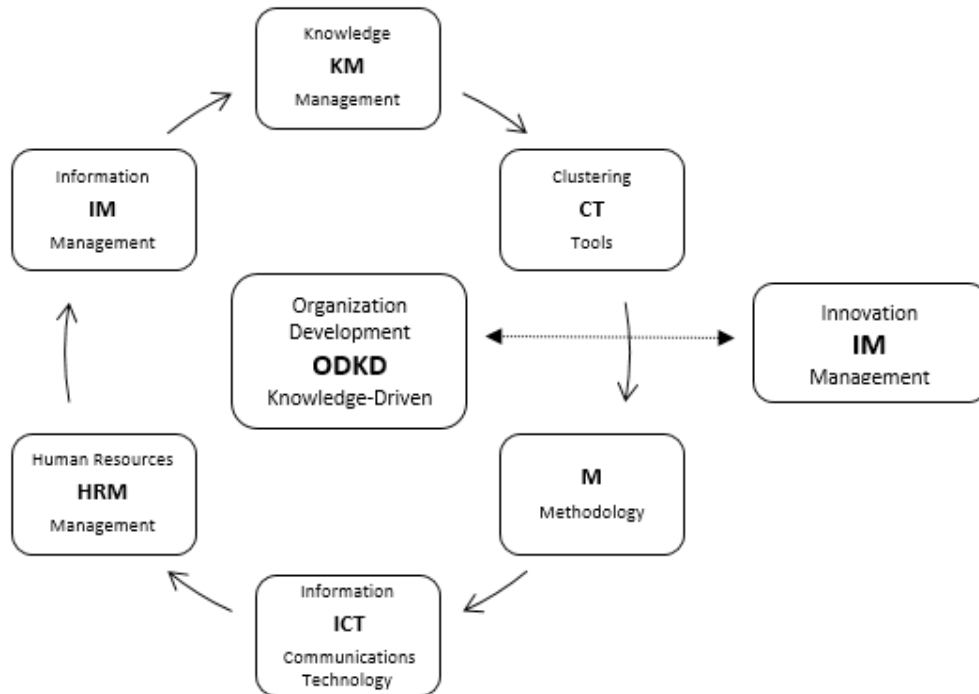 Knowledge
KM
Management
Information
IM
Management
Clustering
CT
Tools
Organization
Development
ODKD
Knowledge-Driven
Innovation
IM
Management
Human Resources
HRM
Management
M
Methodology
Information
ICT
Communications
Technology